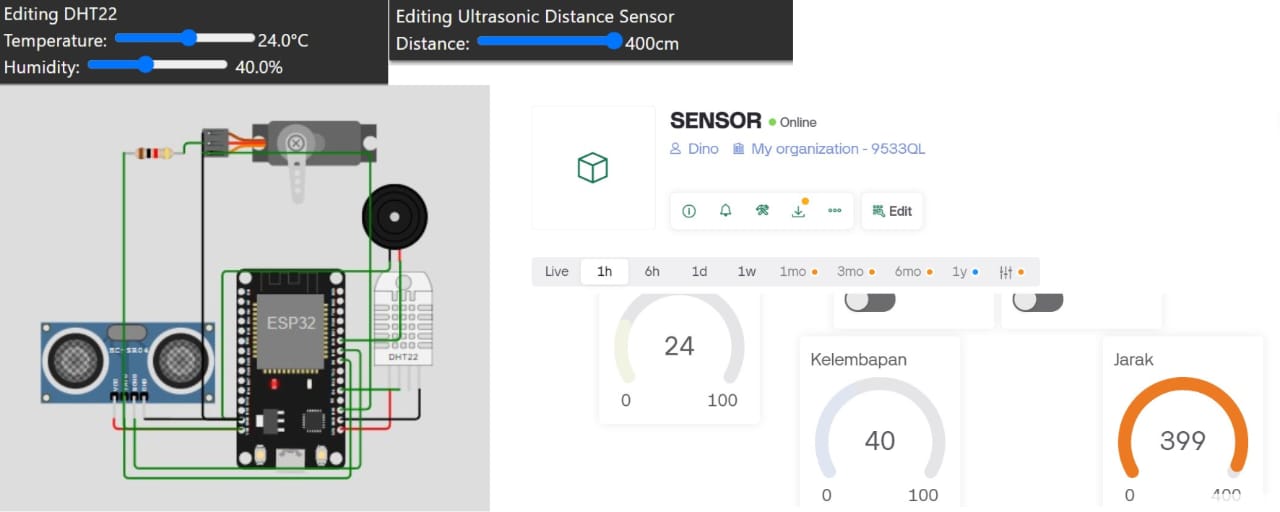 Editing DHT22
Temperature: 24.0°C
Humidity: 40.0%
Editing Ultrasonic Distance Sensor
Distance: 400cm
ESP32
DHT22
HC-SR04
SENSOR Online
Dino My organization - 9533QL
Edit
Live 1h 6h 1d 1w 1mo 3mo 6mo 1y
24
0 100
Kelembapan
40
0 100
Jarak
399
0 400